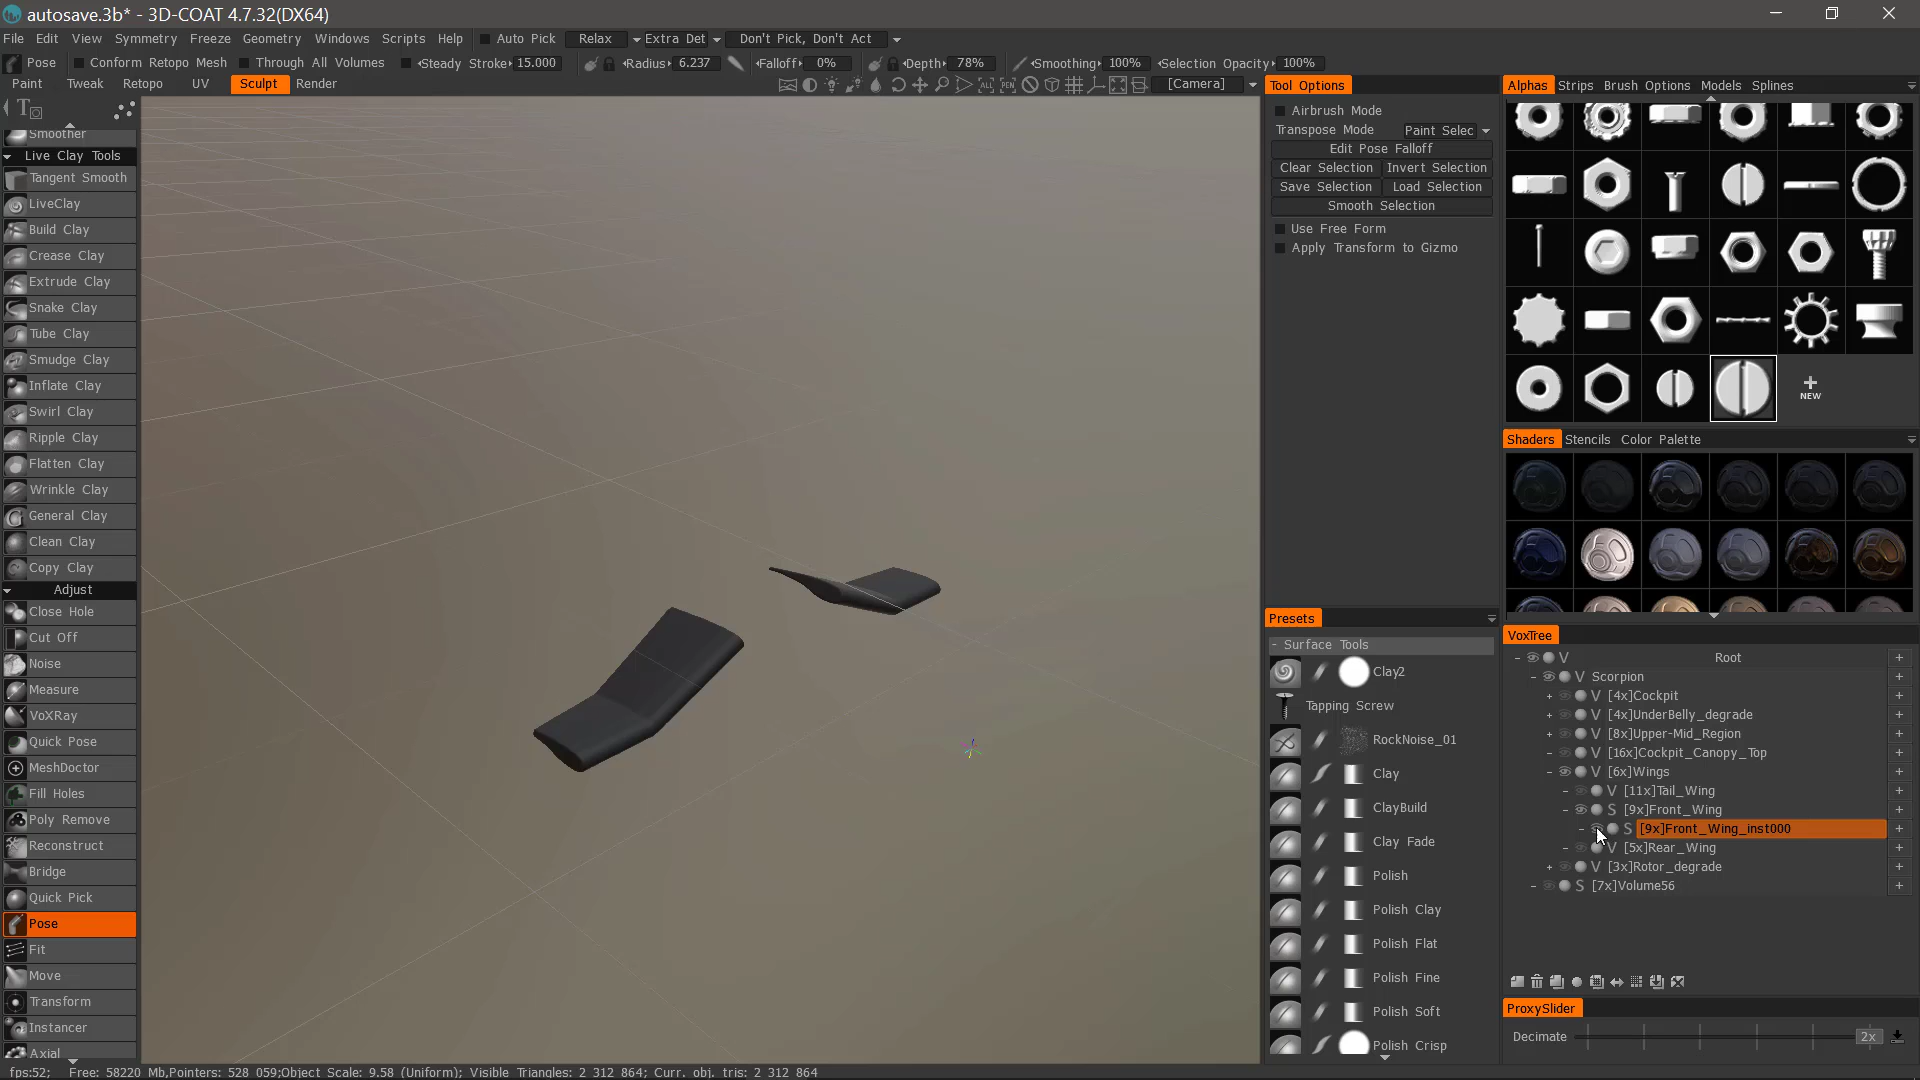 autosave.3b* - 3D-COAT 4.7.32(DX64)
File Edit View Symmetry Freeze Geometry Windows Scripts Help Auto Pick Relax Extra Det Don't Pick, Don't Act
Pose Conform Retopo Mesh Through All Volumes Steady Stroke 15.000 Radius 6.237 Falloff 0% Depth 78% Smoothing 100% Selection Opacity 100%
Paint Tweak Retopo UV Sculpt Render [Camera]
Smoother
Live Clay Tools
Tangent Smooth
LiveClay
Build Clay
Crease Clay
Extrude Clay
Snake Clay
Tube Clay
Smudge Clay
Inflate Clay
Swirl Clay
Ripple Clay
Flatten Clay
Wrinkle Clay
General Clay
Clean Clay
Copy Clay
Adjust
Close Hole
Cut Off
Noise
Measure
VoXRay
Quick Pose
MeshDoctor
Fill Holes
Poly Remove
Reconstruct
Bridge
Quick Pick
Pose
Fit
Move
Transform
Instancer
Axial
Tool Options
Airbrush Mode
Transpose Mode Paint Selec
Edit Pose Falloff
Clear Selection Invert Selection
Save Selection Load Selection
Smooth Selection
Use Free Form
Apply Transform to Gizmo
Presets
- Surface Tools
Clay2
Tapping Screw
RockNoise_01
Clay
ClayBuild
Clay Fade
Polish
Polish Clay
Polish Flat
Polish Fine
Polish Soft
Polish Crisp
Alphas Strips Brush Options Models Splines
+
NEW
Shaders Stencils Color Palette
VoxTree
V Root +
V Scorpion +
V [4x]Cockpit +
V [4x]UnderBelly_degrade +
V [8x]Upper-Mid_Region +
V [16x]Cockpit_Canopy_Top +
V [6x]Wings +
V [11x]Tail_Wing +
S [9x]Front_Wing +
S [9x]Front_Wing_inst000 +
V [5x]Rear_Wing +
V [3x]Rotor_degrade +
S [7x]Volume56 +
ProxySlider
Decimate 2x
fps:52; Free: 58220 Mb,Pointers: 528 059;Object Scale: 9.58 (Uniform); Visible Triangles: 2 312 864; Curr. obj. tris: 2 312 864